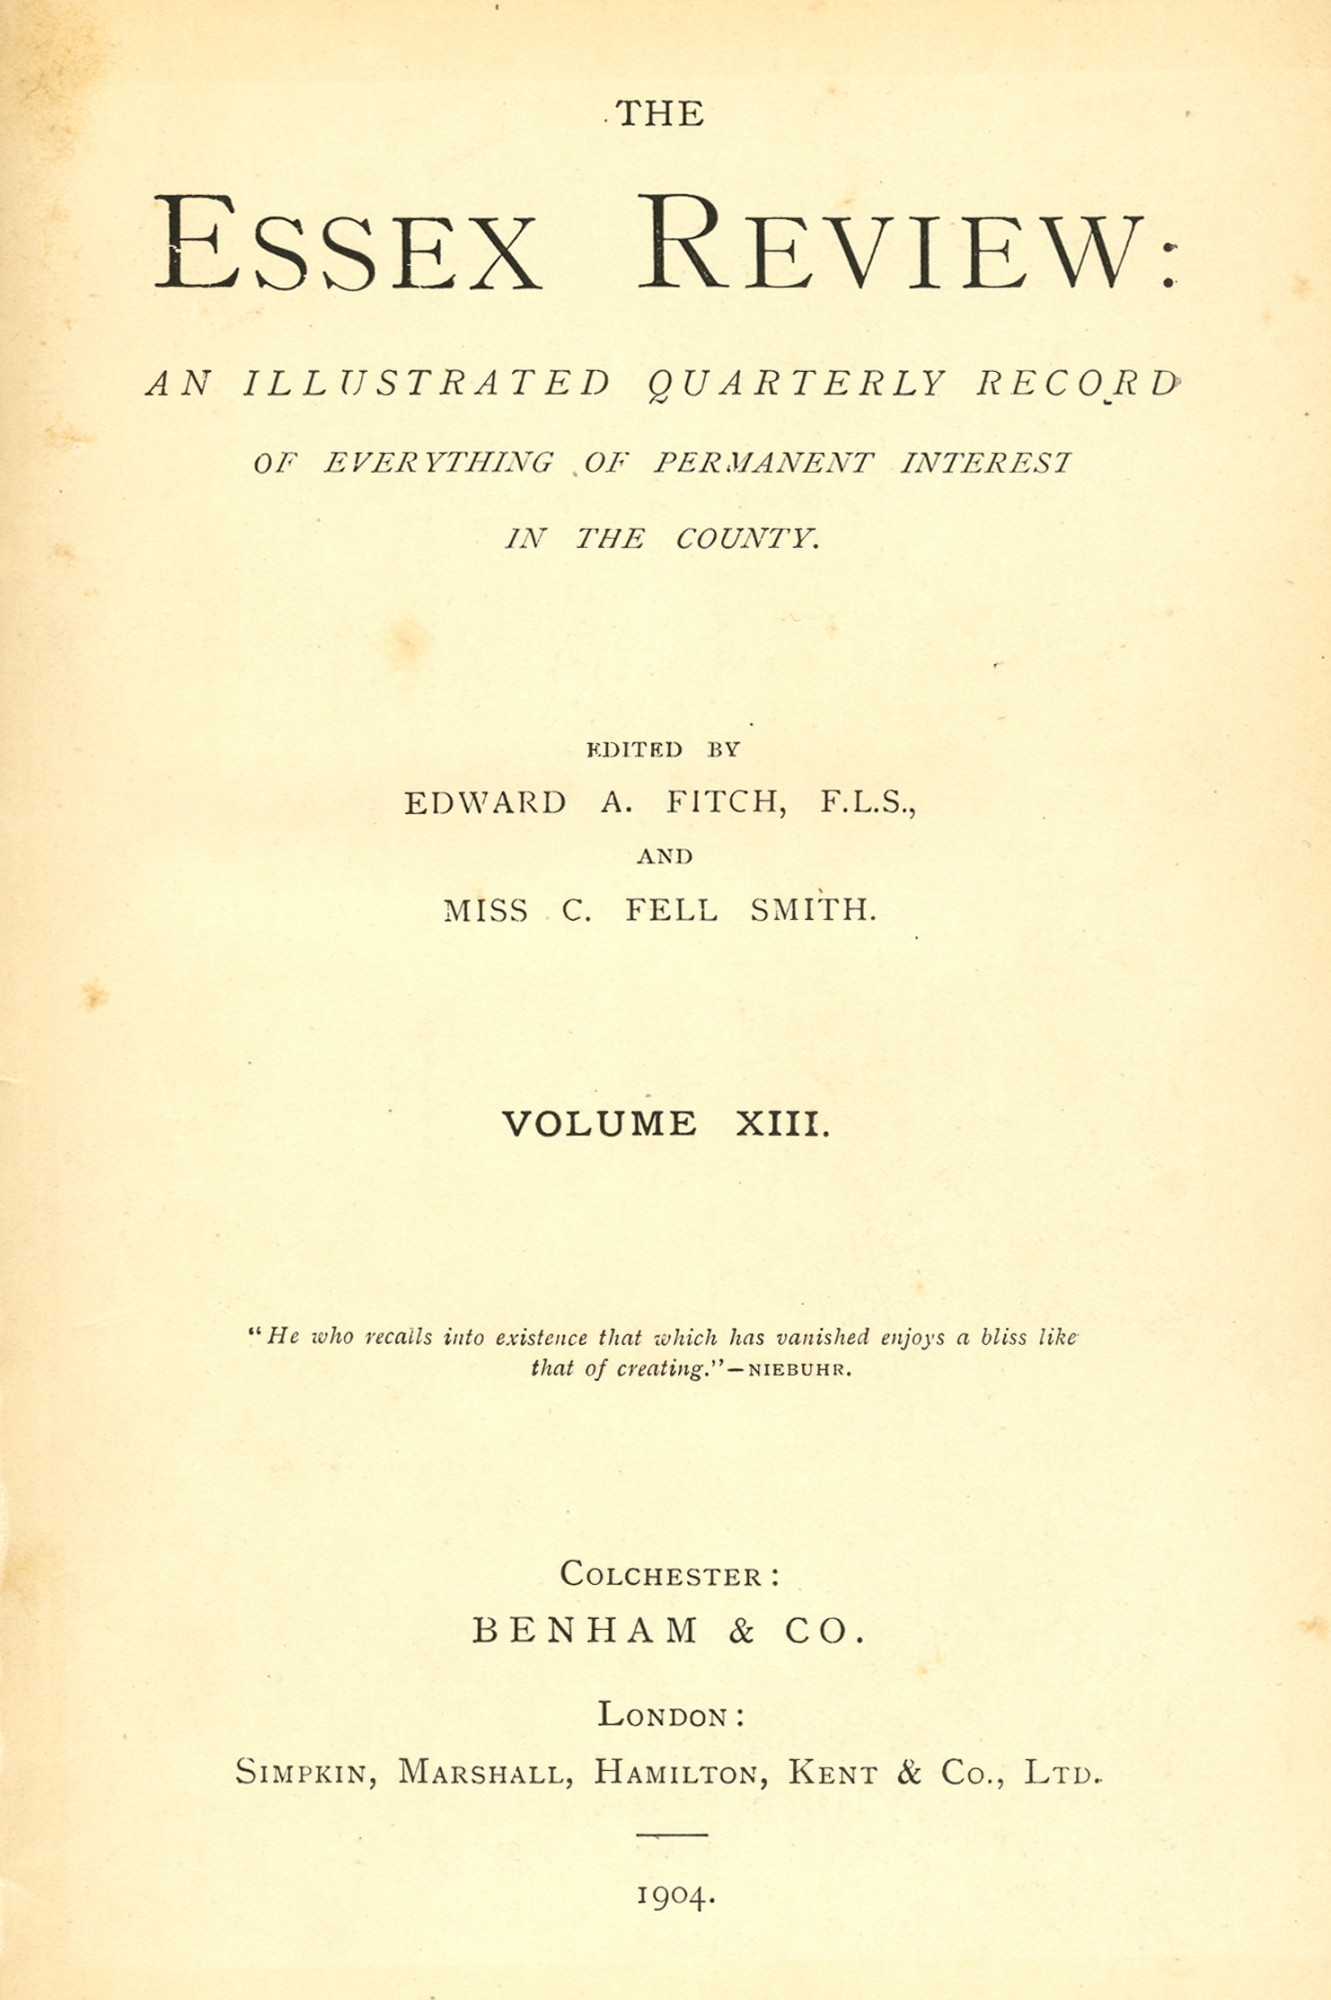 THE
ESSEX REVIEW:
AN ILLUSTRATED QUARTERLY RECORD
OF EVERYTHING OF PERMANENT INTEREST
IN THE COUNTY.
EDITED BY
EDWARD A. FITCH, F.L.S.,
AND
MISS C. FELL SMITH.
VOLUME XIII.
"He who recalls into existence that which has vanished enjoys a bliss like
that of creating."—NIEBUHR.
COLCHESTER:
BENHAM & CO.
LONDON:
SIMPKIN, MARSHALL, HAMILTON, KENT & CO., LTD.
1904.